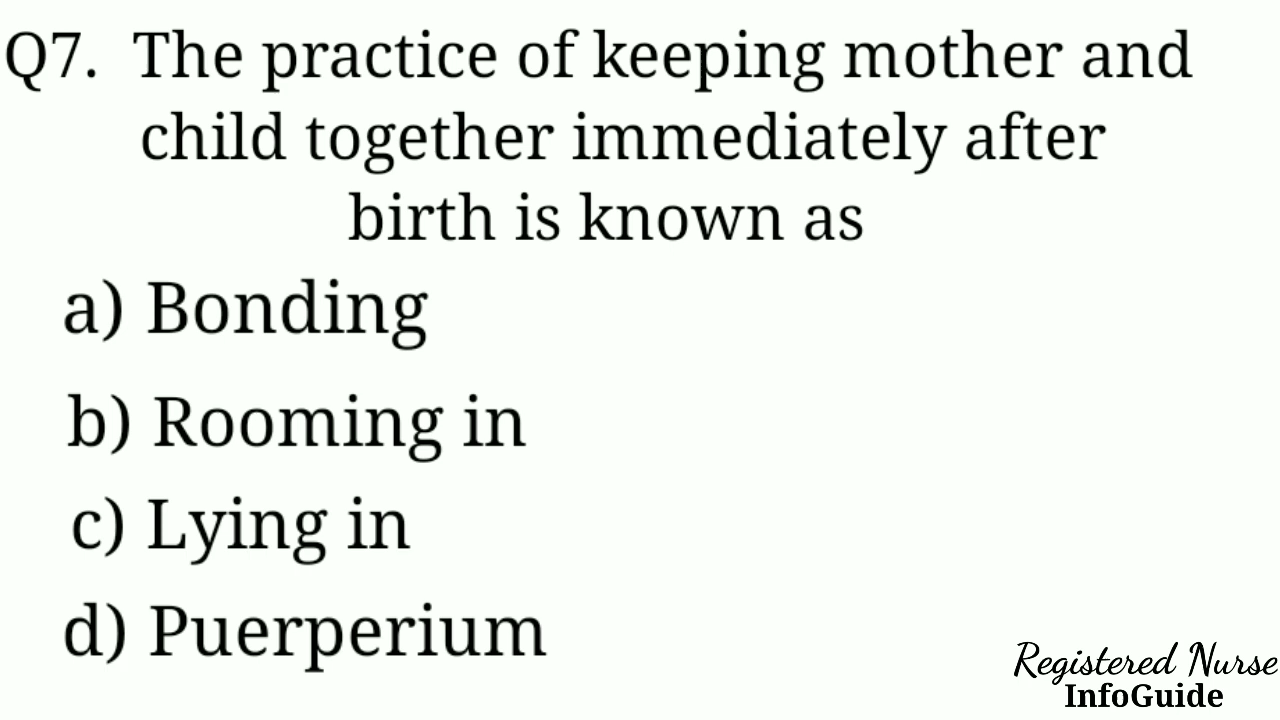 Q7. The practice of keeping mother and
child together immediately after
birth is known as
a) Bonding
b) Rooming in
c) Lying in
d) Puerperium
Registered Nurse
InfoGuide